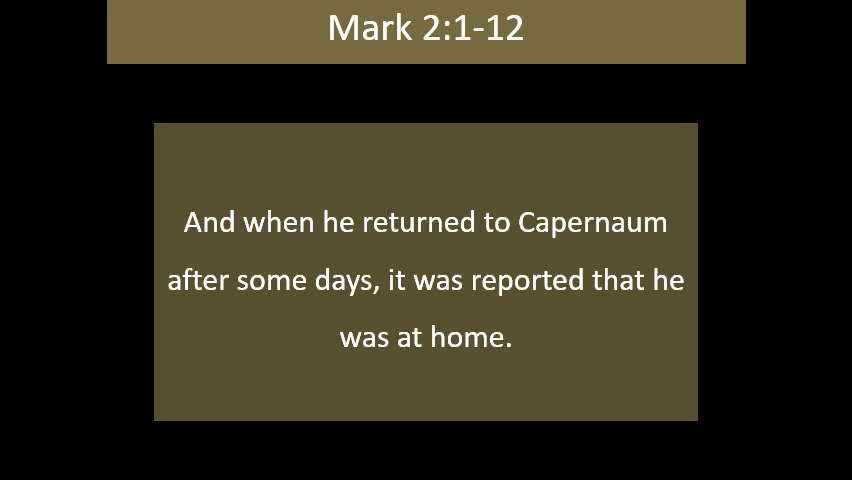 Mark 2:1-12
And when he returned to Capernaum
after some days, it was reported that he
was at home.